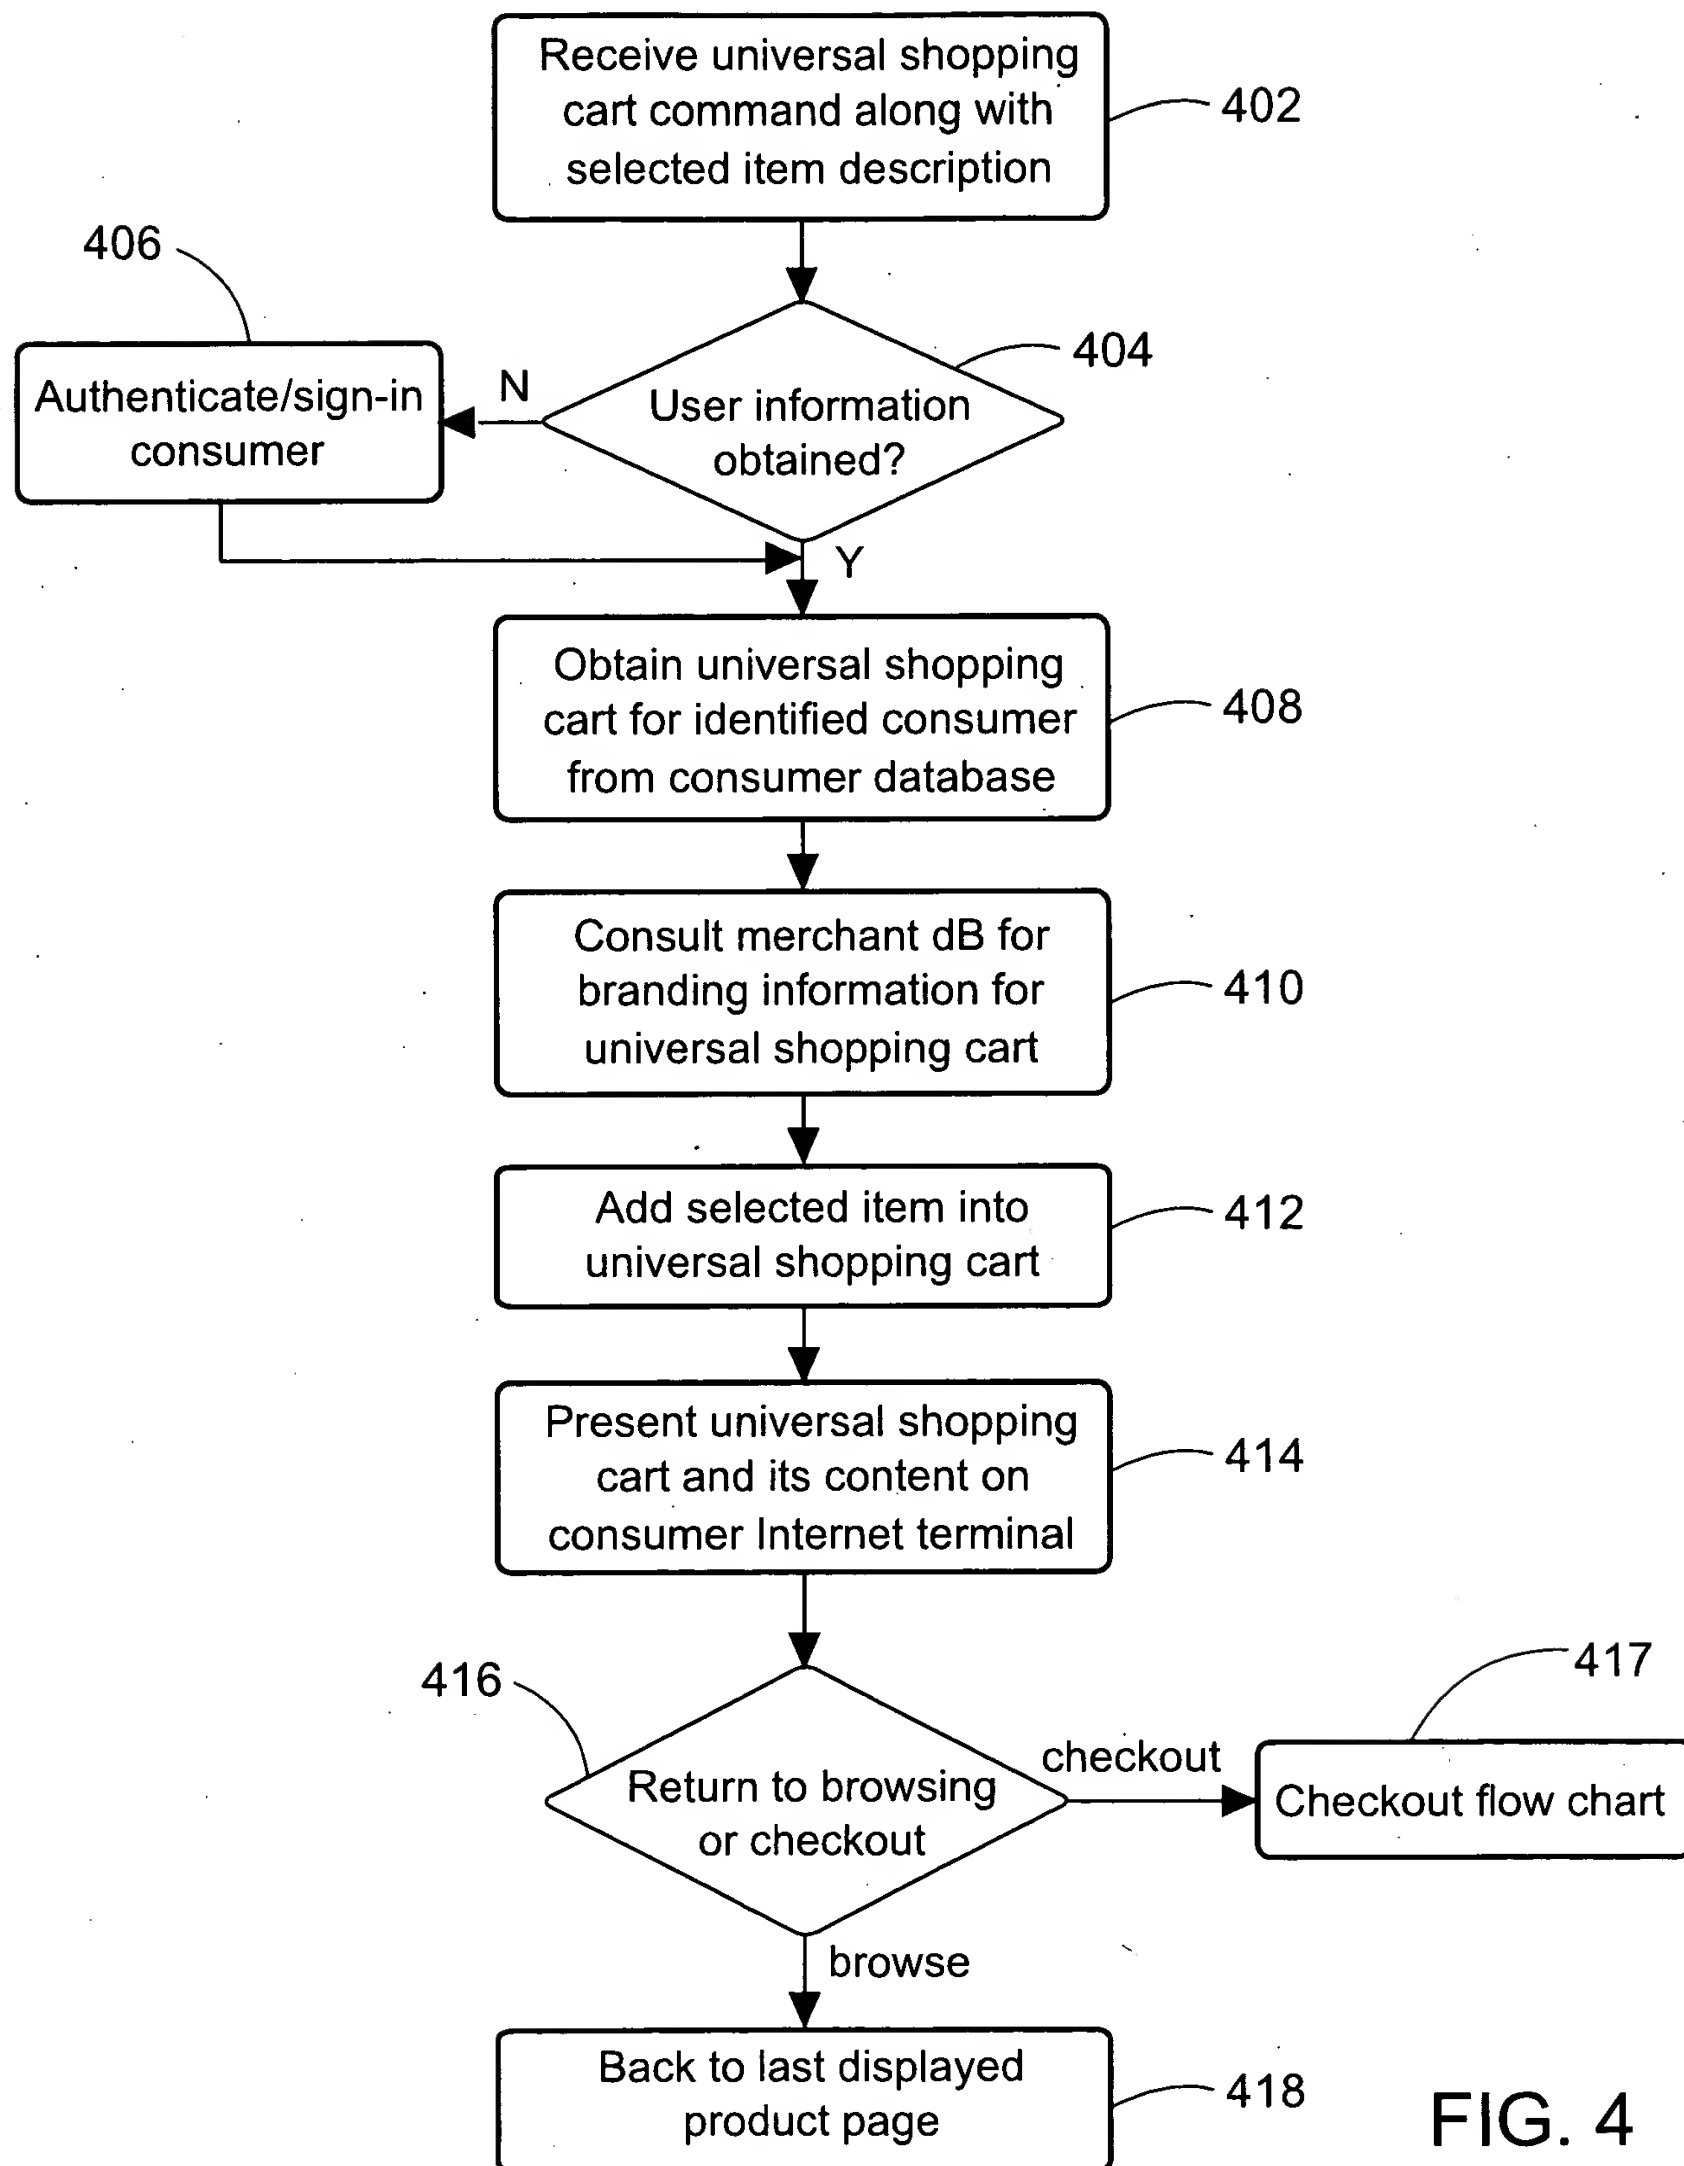 Receive universal shopping
cart command along with
selected item description
402
406
404
Authenticate/sign-in
consumer
N
User information
obtained?
Y
Obtain universal shopping
cart for identified consumer
from consumer database
408
Consult merchant dB for
branding information for
universal shopping cart
410
Add selected item into
universal shopping cart
412
Present universal shopping
cart and its content on
consumer Internet terminal
414
416
417
Return to browsing
or checkout
checkout
Checkout flow chart
browse
Back to last displayed
product page
418
FIG. 4